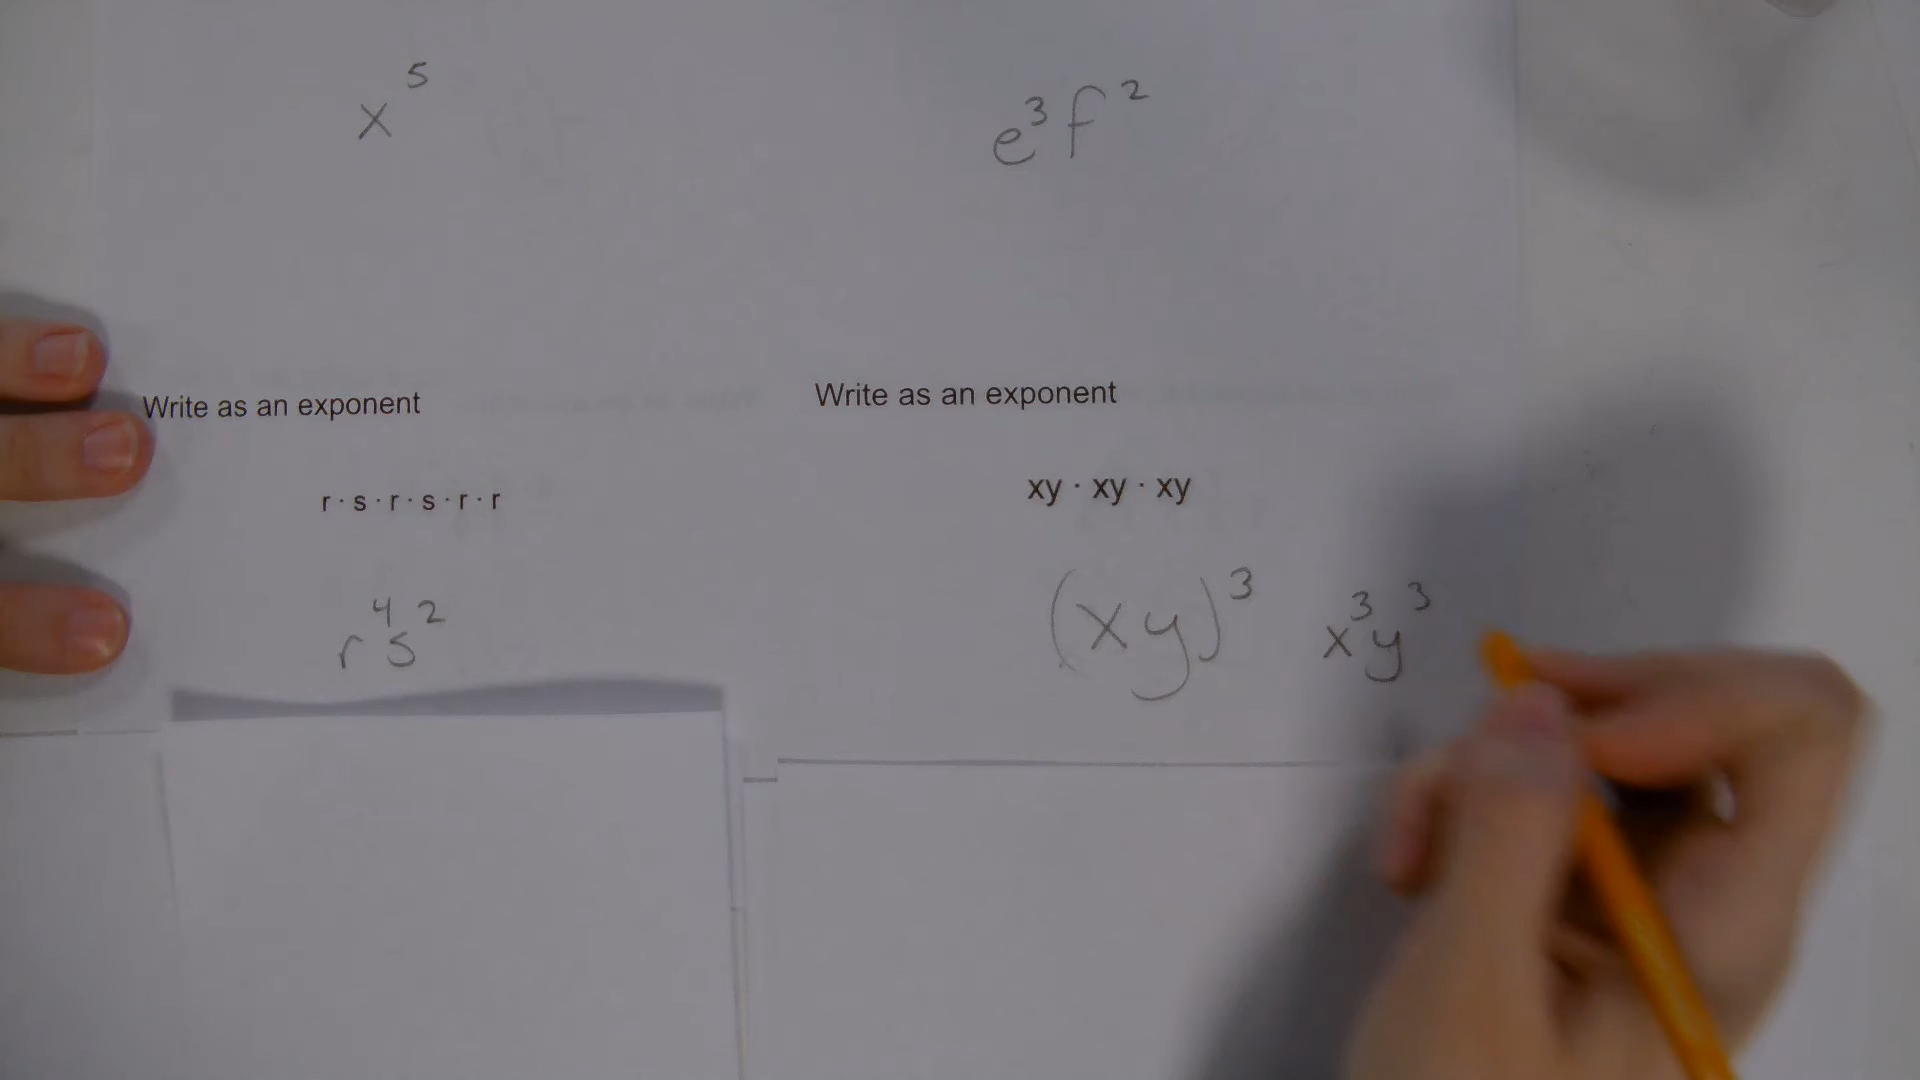 x⁵
e³f²
Write as an exponent
Write as an exponent
r · s · r · s · r · r
xy · xy · xy
r⁴s²
(xy)³ x³y³